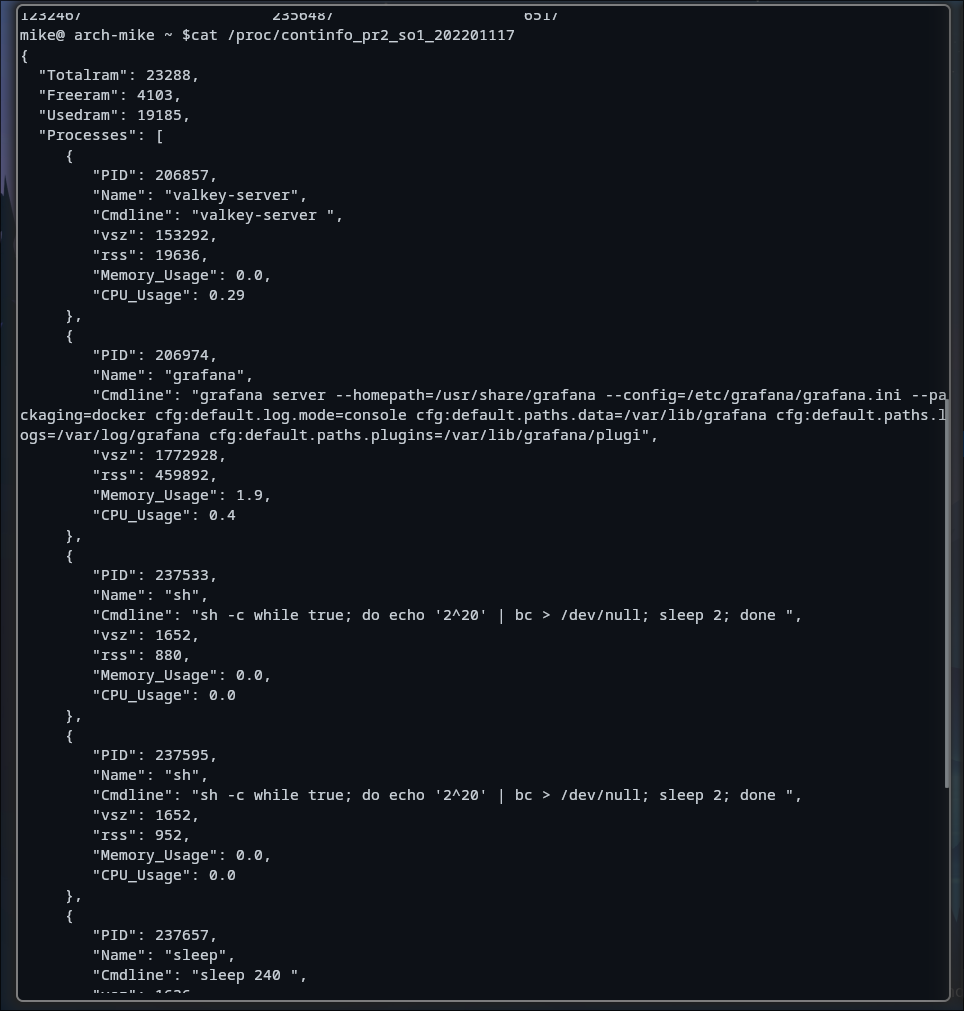 1232467 2356487 6517
mike@ arch-mike ~ $cat /proc/continfo_pr2_so1_202201117
{
"Totalram": 23288,
"Freeram": 4103,
"Usedram": 19185,
"Processes": [
{
"PID": 206857,
"Name": "valkey-server",
"Cmdline": "valkey-server ",
"vsz": 153292,
"rss": 19636,
"Memory_Usage": 0.0,
"CPU_Usage": 0.29
},
{
"PID": 206974,
"Name": "grafana",
"Cmdline": "grafana server --homepath=/usr/share/grafana --config=/etc/grafana/grafana.ini --pa
ckaging=docker cfg:default.log.mode=console cfg:default.paths.data=/var/lib/grafana cfg:default.paths.l
ogs=/var/log/grafana cfg:default.paths.plugins=/var/lib/grafana/plugi",
"vsz": 1772928,
"rss": 459892,
"Memory_Usage": 1.9,
"CPU_Usage": 0.4
},
{
"PID": 237533,
"Name": "sh",
"Cmdline": "sh -c while true; do echo '2^20' | bc > /dev/null; sleep 2; done ",
"vsz": 1652,
"rss": 880,
"Memory_Usage": 0.0,
"CPU_Usage": 0.0
},
{
"PID": 237595,
"Name": "sh",
"Cmdline": "sh -c while true; do echo '2^20' | bc > /dev/null; sleep 2; done ",
"vsz": 1652,
"rss": 952,
"Memory_Usage": 0.0,
"CPU_Usage": 0.0
},
{
"PID": 237657,
"Name": "sleep",
"Cmdline": "sleep 240 ",